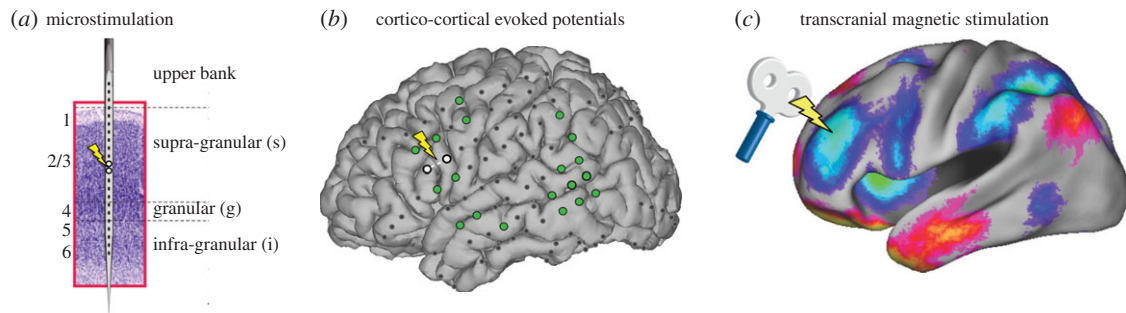 (a) microstimulation
upper bank
1
supra-granular (s)
2/3
4
granular (g)
5
infra-granular (i)
6
(b) cortico-cortical evoked potentials
(c) transcranial magnetic stimulation